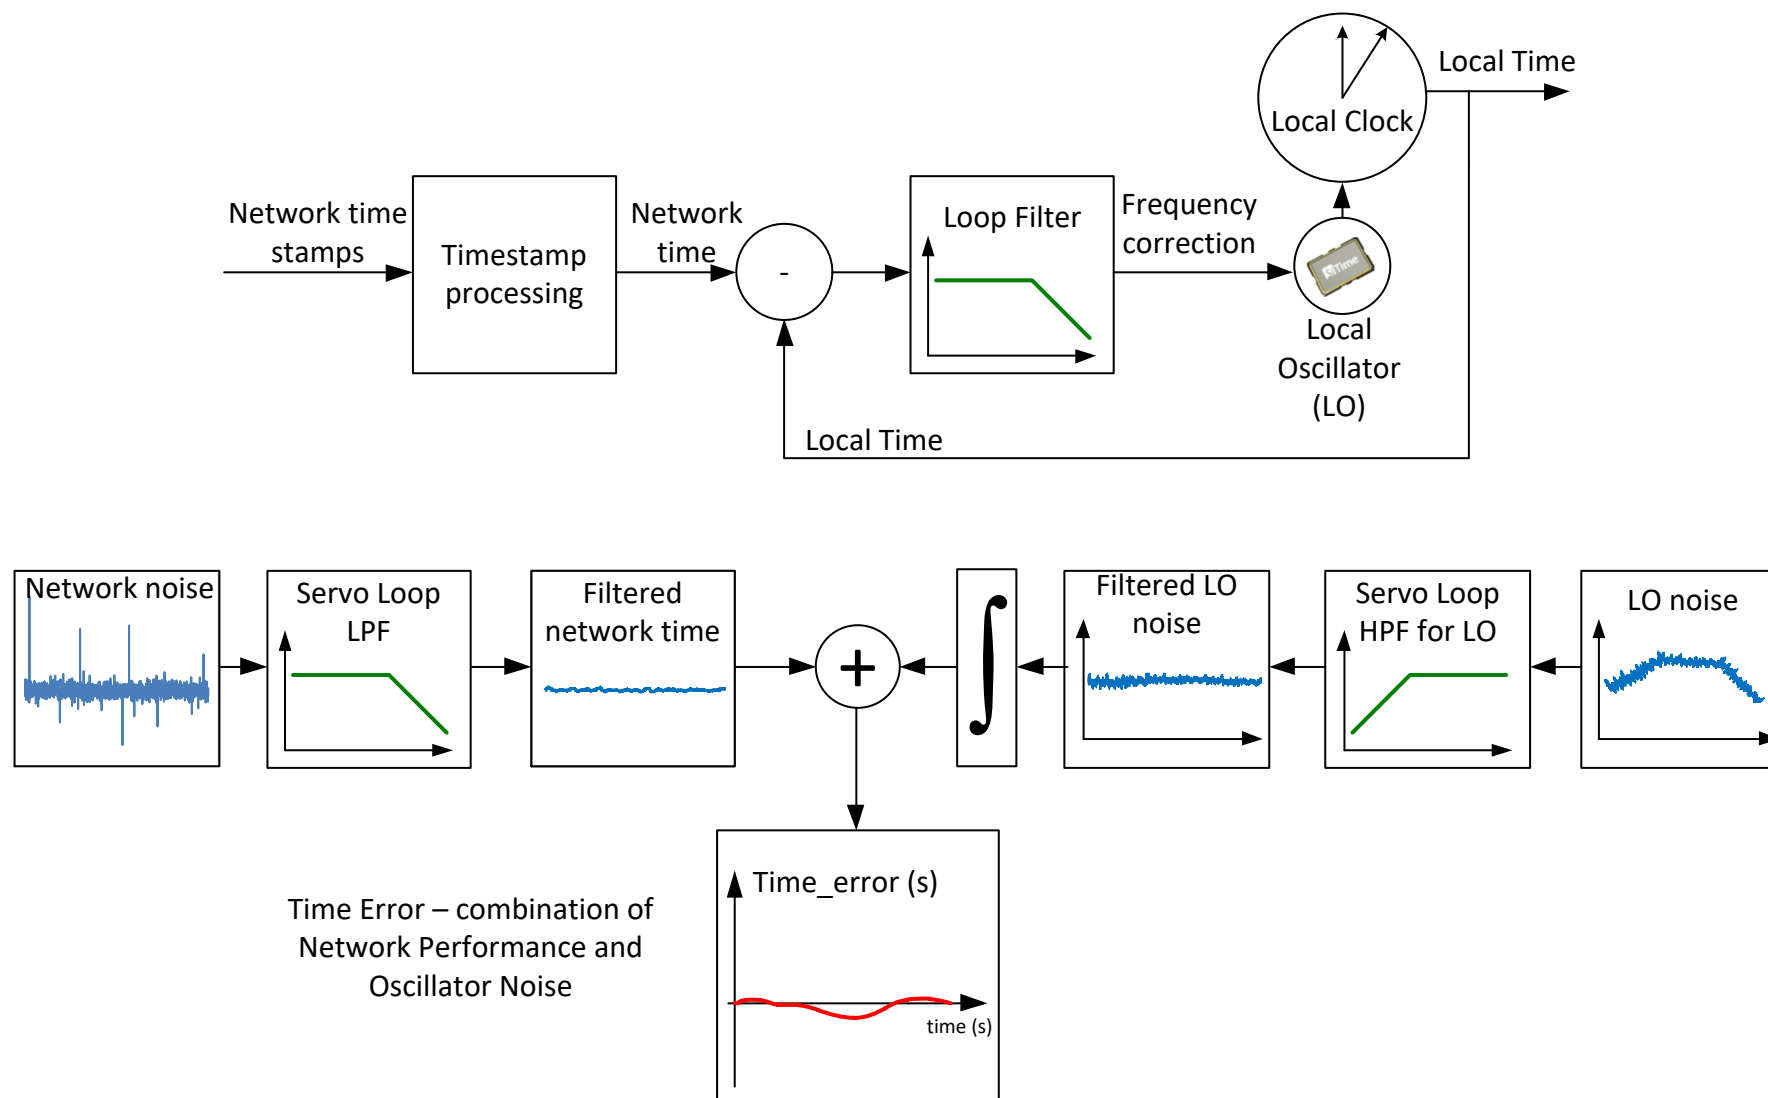 Local Time
Local Clock
Network time
stamps
Timestamp
processing
Network
time
-
Loop Filter
Frequency
correction
SiTime
Local
Oscillator
(LO)
Local Time
Network noise
Servo Loop
LPF
Filtered
network time
+
∫
Filtered LO
noise
Servo Loop
HPF for LO
LO noise
Time_error (s)
time (s)
Time Error – combination of
Network Performance and
Oscillator Noise